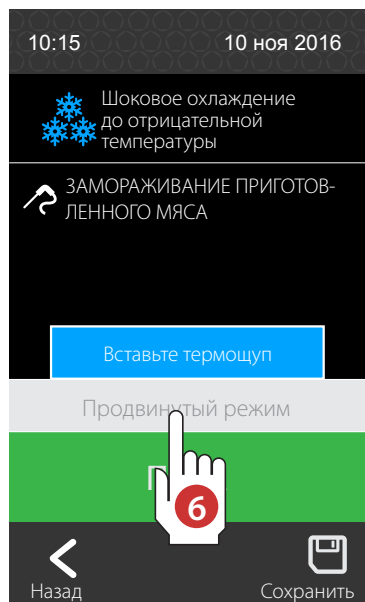 10:15 10 ноя 2016
Шоковое охлаждение
до отрицательной
температуры
ЗАМОРАЖИВАНИЕ ПРИГОТОВ-
ЛЕННОГО МЯСА
Вставьте термощуп
Продвинутый режим
6
Назад Сохранить